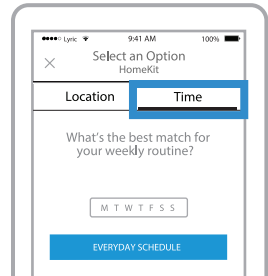 Lyric 9:41 AM 100%
Select an Option
HomeKit
Location Time
What's the best match for
your weekly routine?
M T W T F S S
EVERYDAY SCHEDULE